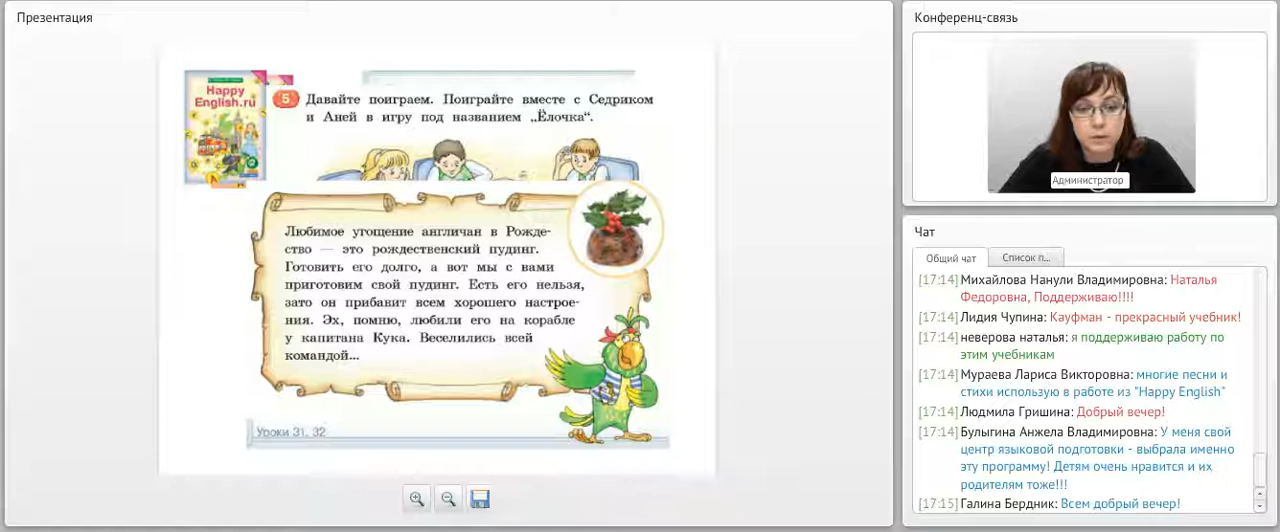 Презентация
Happy
English.ru
5.
Давайте поиграем. Поиграйте вместе с Седриком
и Аней в игру под названием „Ёлочка“.
Любимое угощение англичан в Рожде-
ство — это рождественский пудинг.
Готовить его долго, а вот мы с вами
приготовим свой пудинг. Есть его нельзя,
зато он прибавит всем хорошего настрое-
ния. Эх, помню, любили его на корабле
у капитана Кука. Веселились всей
командой...
Уроки 31, 32
Конференц-связь
Администратор
Чат
Общий чат
Список п...
[17:14] Михайлова Нанули Владимировна: Наталья
Федоровна, Поддерживаю!!!!
[17:14] Лидия Чупина: Кауфман - прекрасный учебник!
[17:14] неверова наталья: я поддерживаю работу по
этим учебникам
[17:14] Мураева Лариса Викторовна: многие песни и
стихи использую в работе из "Happy English"
[17:14] Людмила Гришина: Добрый вечер!
[17:14] Булыгина Анжела Владимировна: У меня свой
центр языковой подготовки - выбрала именно
эту программу! Детям очень нравится и их
родителям тоже!!!
[17:15] Галина Бердник: Всем добрый вечер!